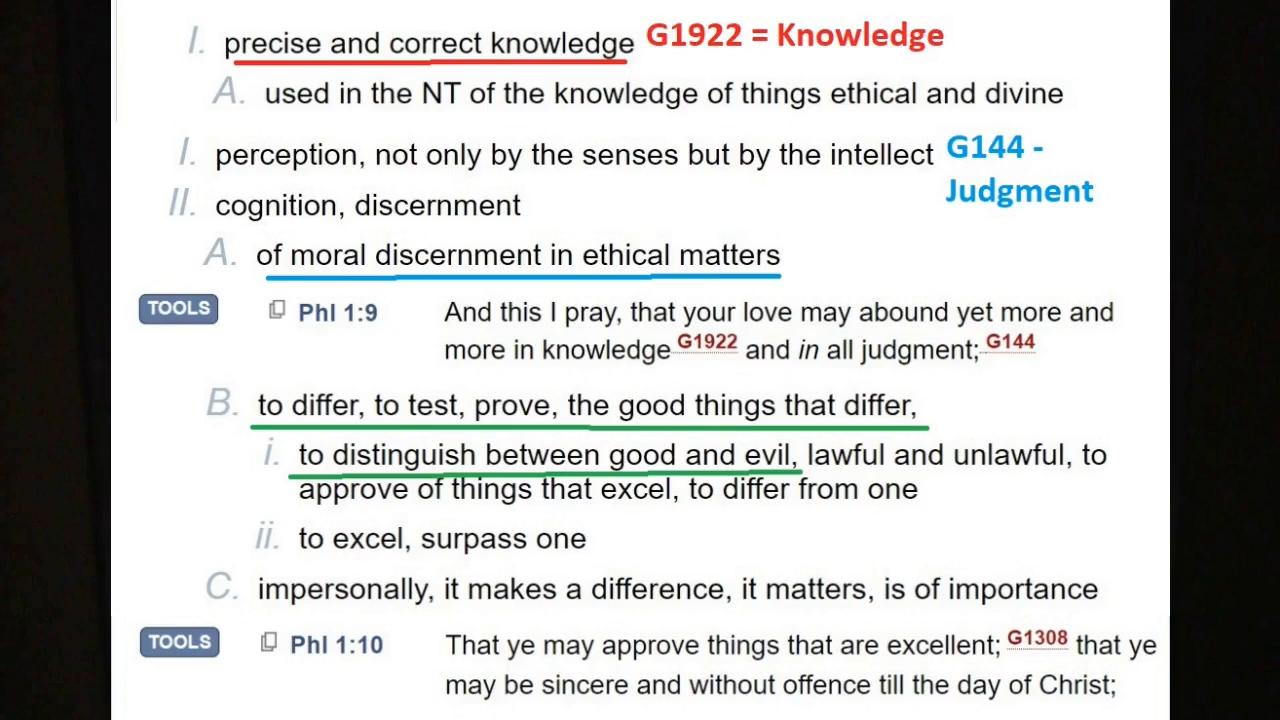 I. precise and correct knowledge G1922 = Knowledge
A. used in the NT of the knowledge of things ethical and divine
I. perception, not only by the senses but by the intellect G144 -
Judgment
II. cognition, discernment
A. of moral discernment in ethical matters
TOOLS Phl 1:9 And this I pray, that your love may abound yet more and
more in knowledge G1922 and in all judgment; G144
B. to differ, to test, prove, the good things that differ,
i. to distinguish between good and evil, lawful and unlawful, to
approve of things that excel, to differ from one
ii. to excel, surpass one
C. impersonally, it makes a difference, it matters, is of importance
TOOLS Phl 1:10 That ye may approve things that are excellent; G1308 that ye
may be sincere and without offence till the day of Christ;